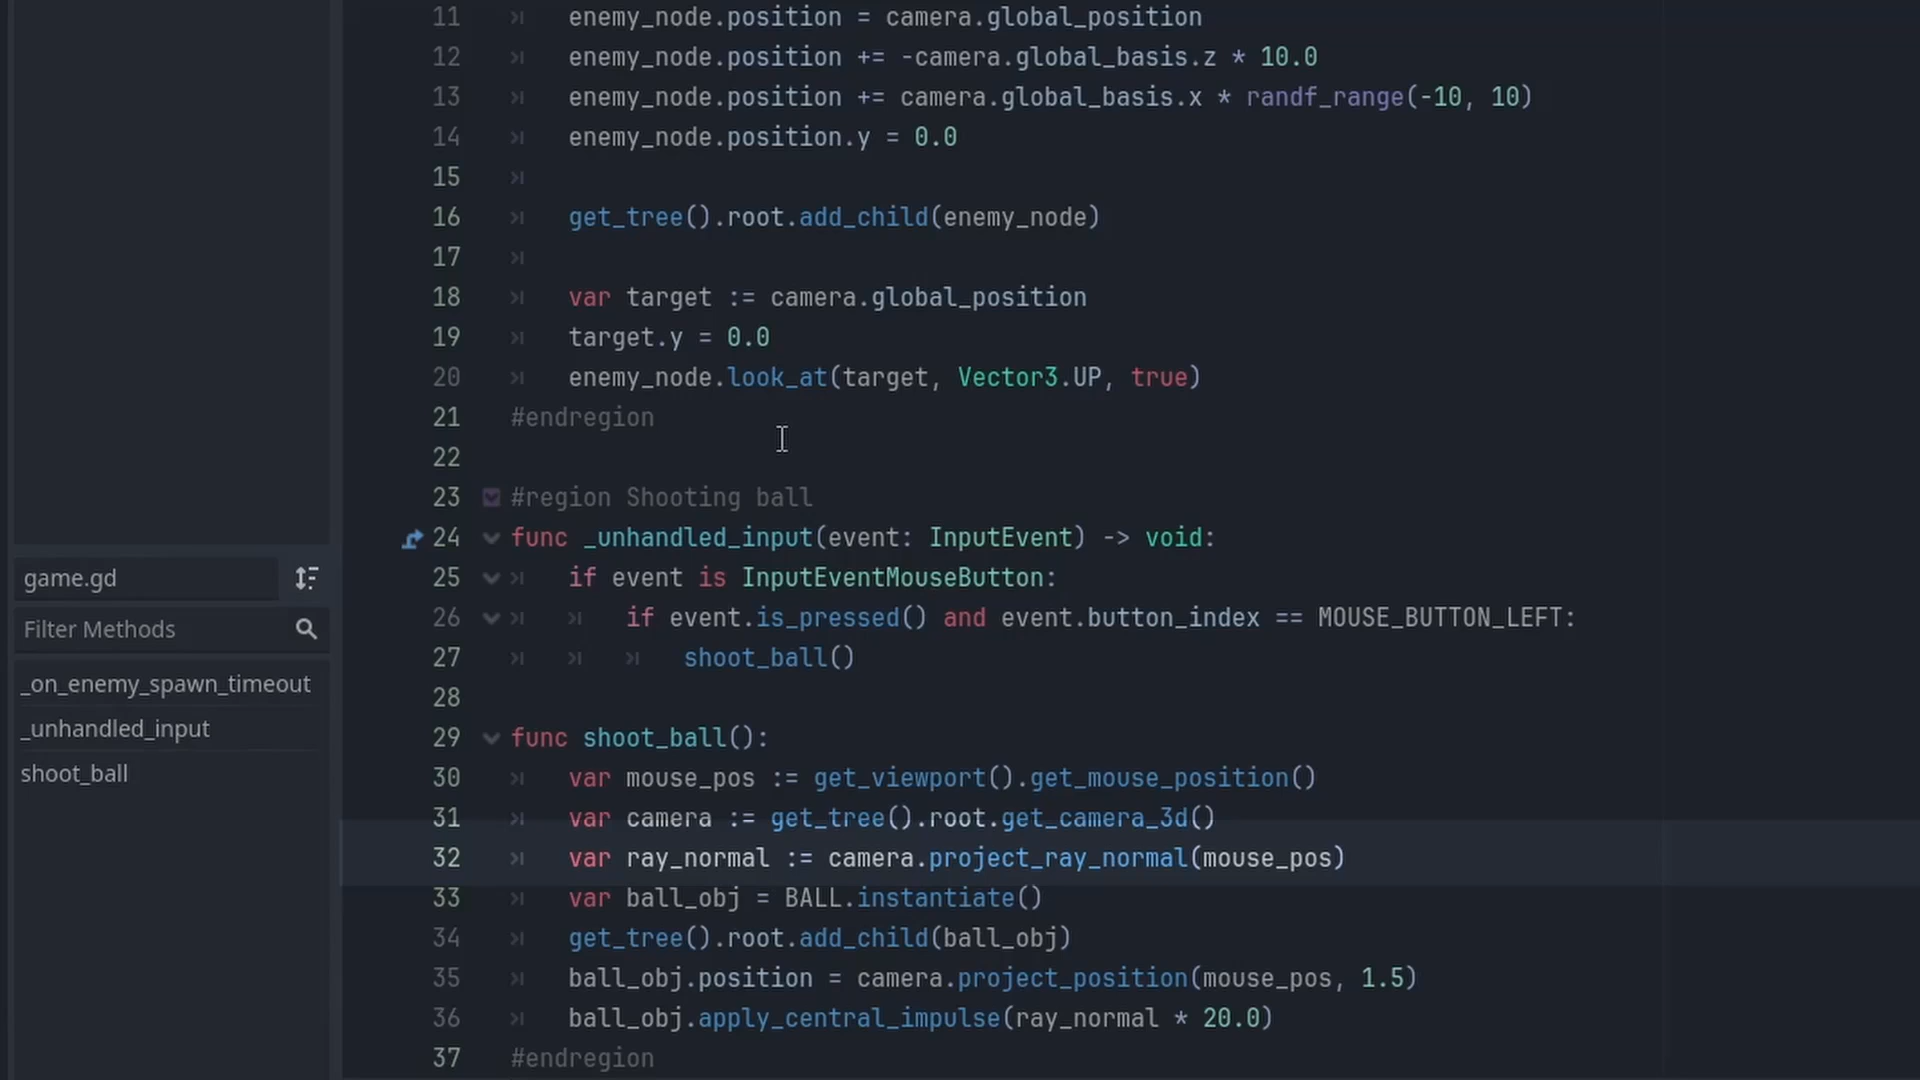 11 enemy_node.position = camera.global_position
12 enemy_node.position += -camera.global_basis.z * 10.0
13 enemy_node.position += camera.global_basis.x * randf_range(-10, 10)
14 enemy_node.position.y = 0.0
15
16 get_tree().root.add_child(enemy_node)
17
18 var target := camera.global_position
19 target.y = 0.0
20 enemy_node.look_at(target, Vector3.UP, true)
21 #endregion
22
23 #region Shooting ball
24 func _unhandled_input(event: InputEvent) -> void:
25 if event is InputEventMouseButton:
26 if event.is_pressed() and event.button_index == MOUSE_BUTTON_LEFT:
27 shoot_ball()
28
29 func shoot_ball():
30 var mouse_pos := get_viewport().get_mouse_position()
31 var camera := get_tree().root.get_camera_3d()
32 var ray_normal := camera.project_ray_normal(mouse_pos)
33 var ball_obj = BALL.instantiate()
34 get_tree().root.add_child(ball_obj)
35 ball_obj.position = camera.project_position(mouse_pos, 1.5)
36 ball_obj.apply_central_impulse(ray_normal * 20.0)
37 #endregion
game.gd
Filter Methods
_on_enemy_spawn_timeout
_unhandled_input
shoot_ball